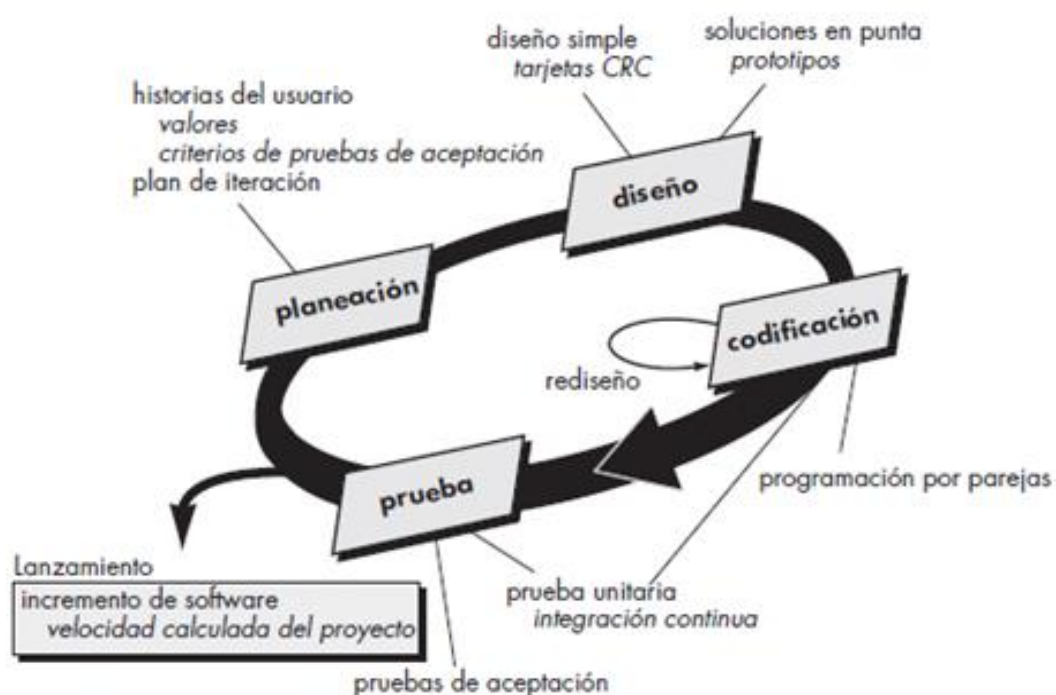 diseño simple
tarjetas CRC
soluciones en punta
prototipos
historias del usuario
valores
criterios de pruebas de aceptación
plan de iteración
diseño
planeación
codificación
rediseño
prueba
programación por parejas
Lanzamiento
incremento de software
velocidad calculada del proyecto
prueba unitaria
integración continua
pruebas de aceptación